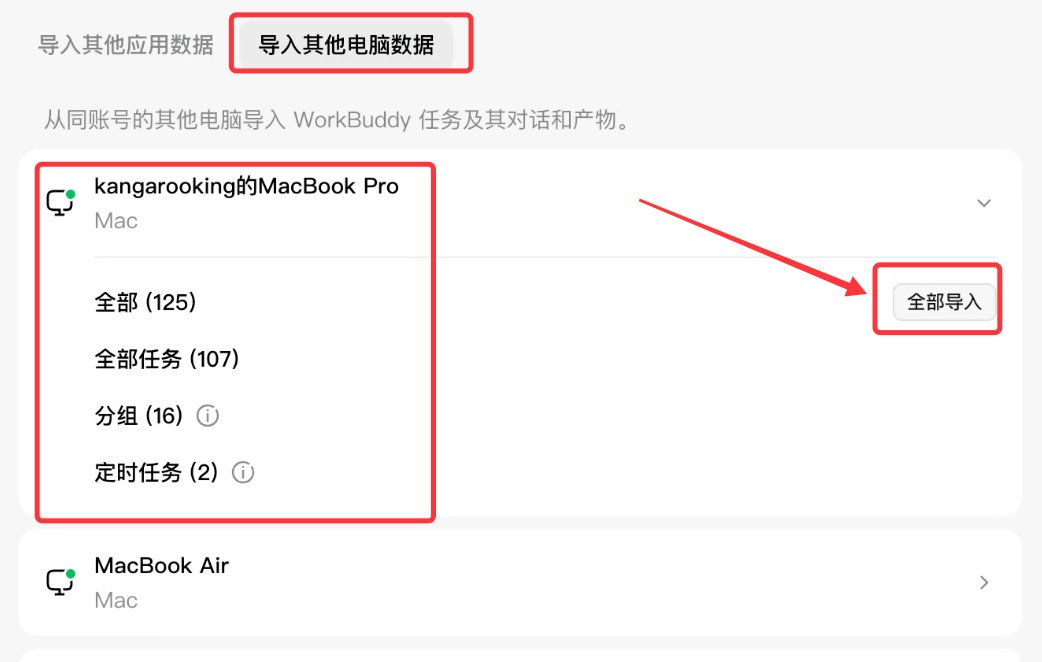 导入其他应用数据 导入其他电脑数据
从同账号的其他电脑导入 WorkBuddy 任务及其对话和产物。
kangarooking的MacBook Pro
Mac
全部 (125) 全部导入
全部任务 (107)
分组 (16)
定时任务 (2)
MacBook Air
Mac